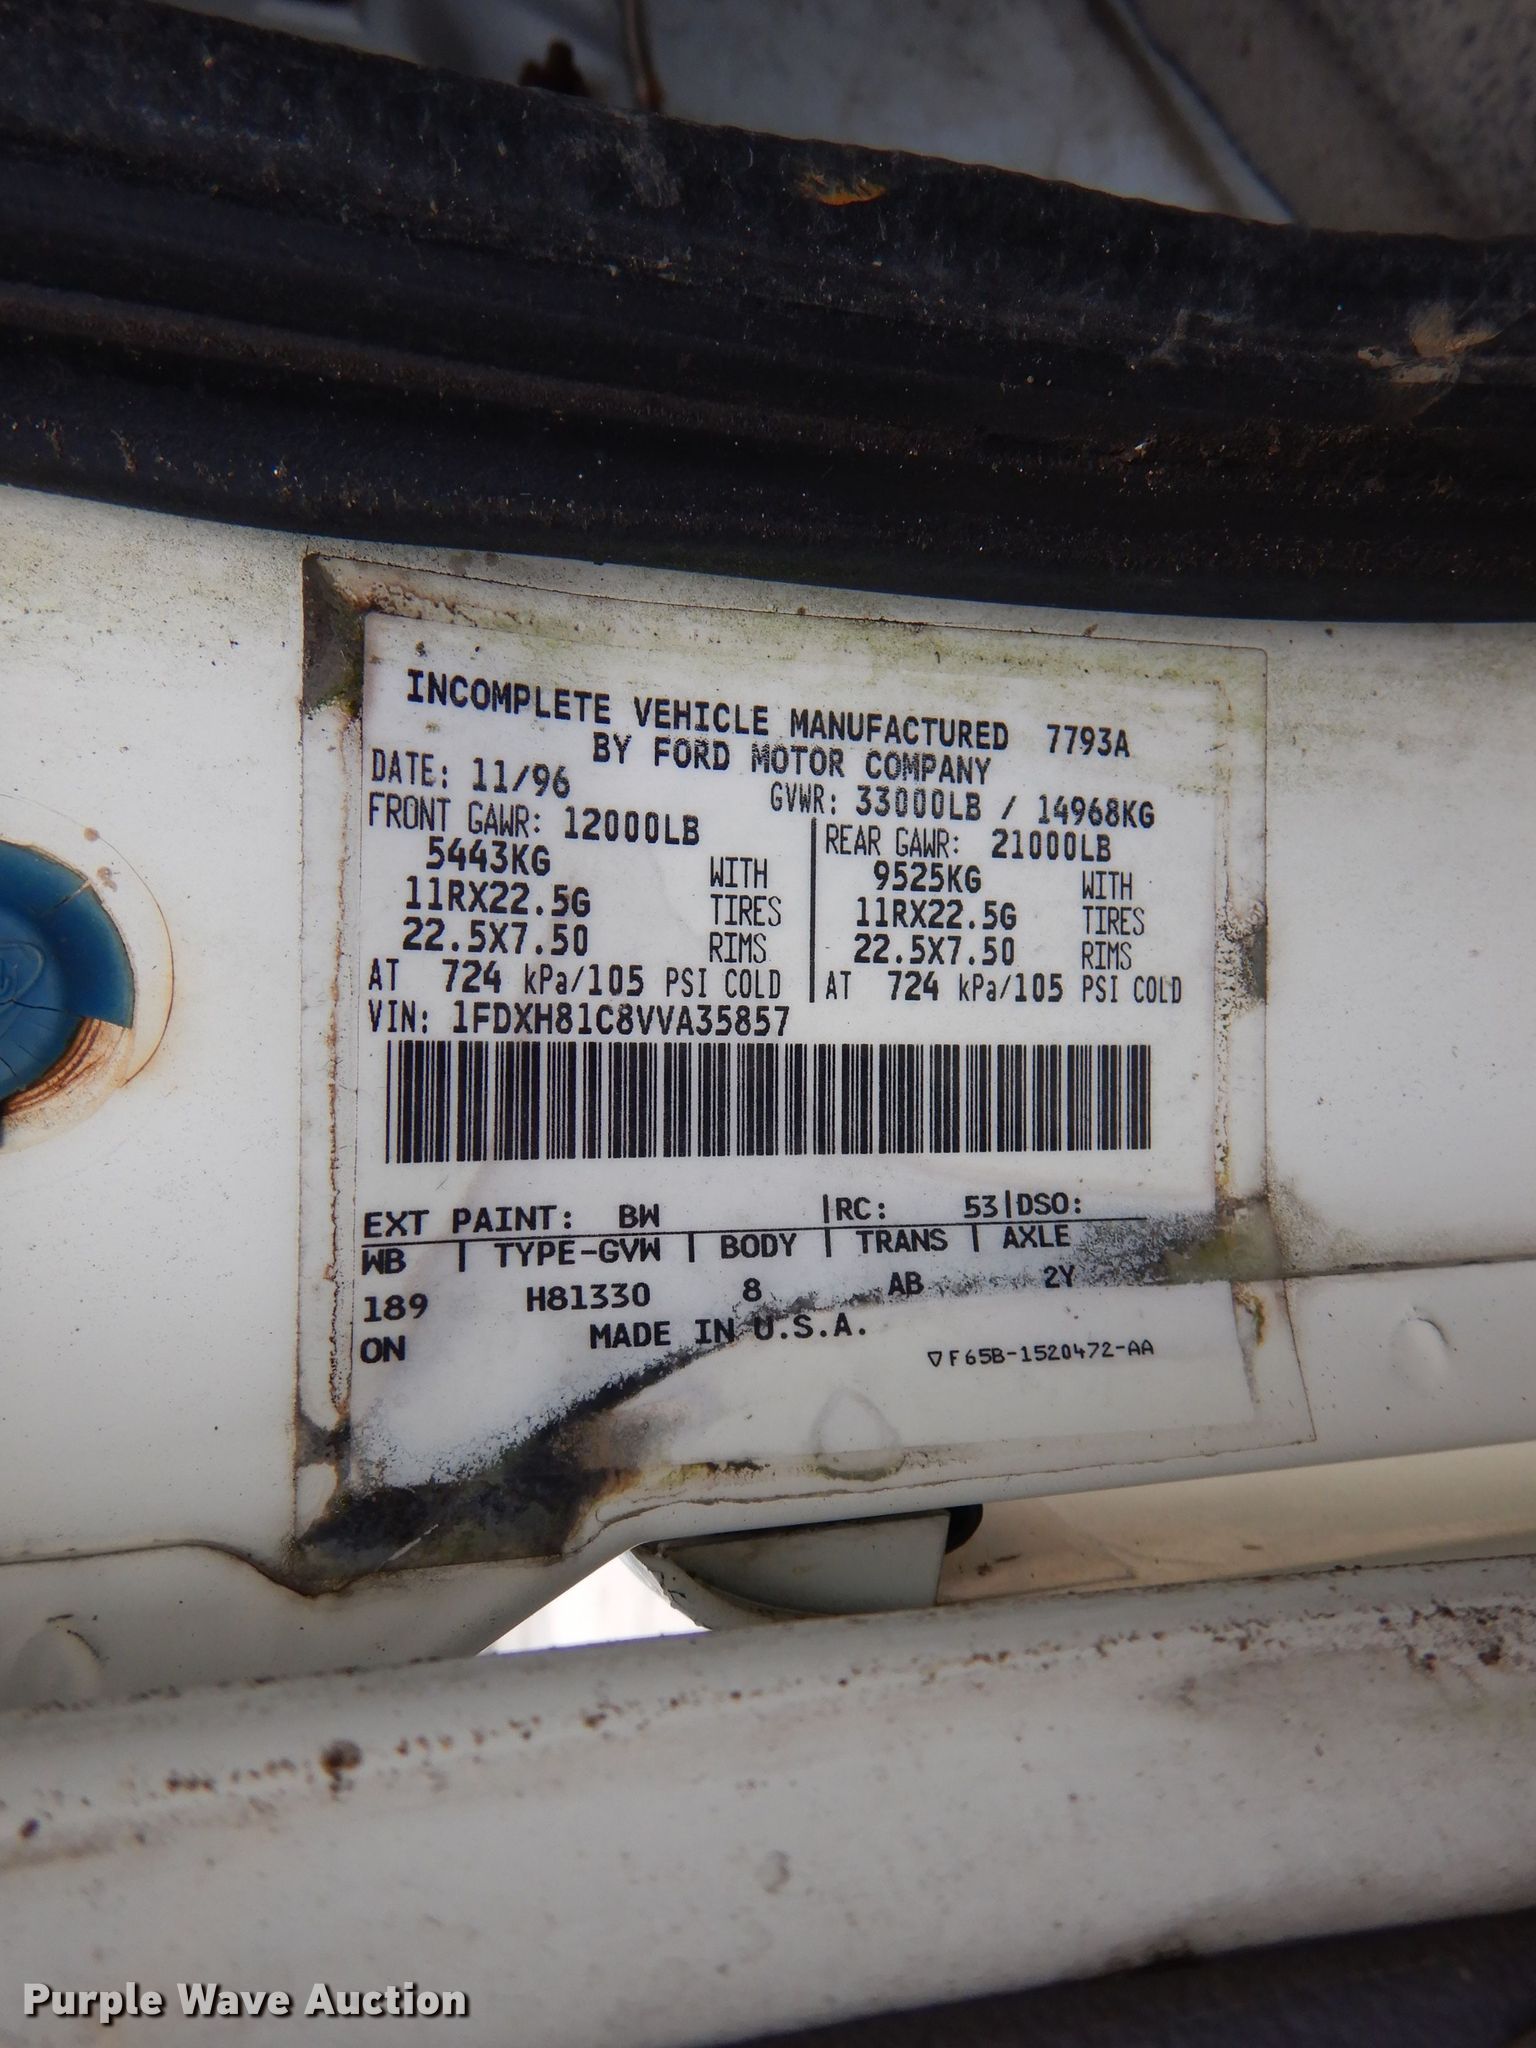 INCOMPLETE VEHICLE MANUFACTURED 7793A
BY FORD MOTOR COMPANY
DATE: 11/96
GVWR: 33000LB / 14968KG
FRONT GAWR: 12000LB
5443KG WITH
11RX22.5G TIRES
22.5X7.50 RIMS
AT 724 kPa/105 PSI COLD
REAR GAWR: 21000LB
9525KG WITH
11RX22.5G TIRES
22.5X7.50 RIMS
AT 724 kPa/105 PSI COLD
VIN: 1FDXH81C8VVA35857
EXT PAINT: BW |RC: 53|DSO:
WB | TYPE-GVW | BODY | TRANS | AXLE
189 H81330 8 AB 2Y
ON MADE IN U.S.A.
▽F65B-1520472-AA
Purple Wave Auction